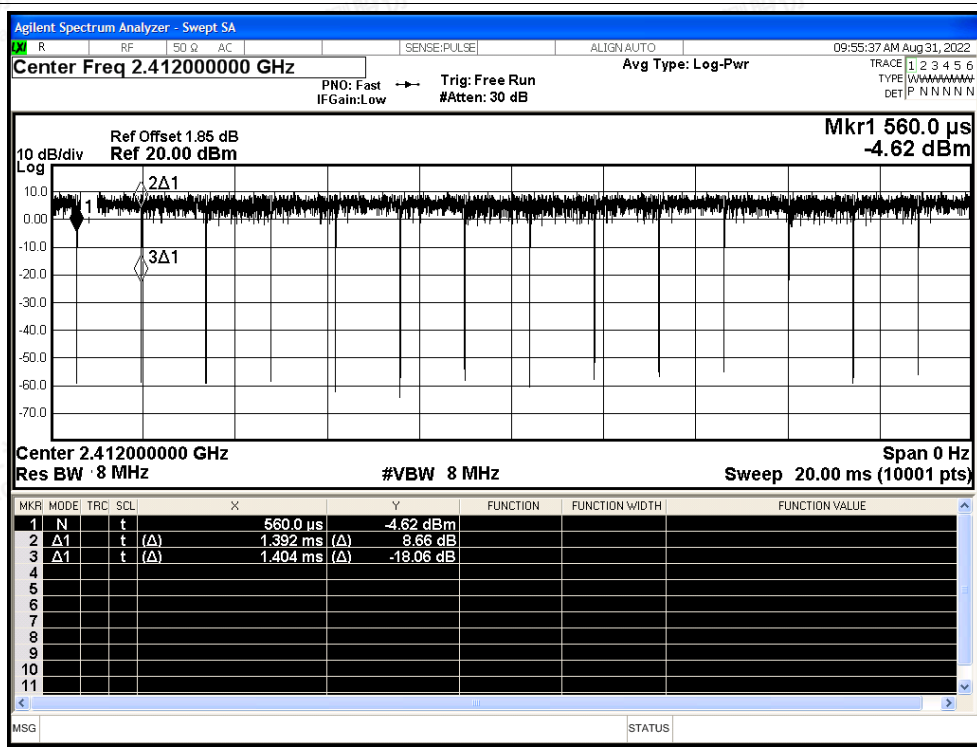 Agilent Spectrum Analyzer - Swept SA
LXI R RF 50 Ω AC SENSE:PULSE ALIGN AUTO 09:55:37 AM Aug 31, 2022
Center Freq 2.412000000 GHz
PNO: Fast Trig: Free Run Avg Type: Log-Pwr TRACE 1 2 3 4 5 6
IFGain:Low #Atten: 30 dB TYPE WWWWWW
DET P N N N N N
Mkr1 560.0 µs
-4.62 dBm
Ref Offset 1.85 dB
10 dB/div Ref 20.00 dBm
Log
10.0
0.00
-10.0
-20.0
-30.0
-40.0
-50.0
-60.0
-70.0
1
2Δ1
3Δ1
Center 2.412000000 GHz Span 0 Hz
Res BW 8 MHz #VBW 8 MHz Sweep 20.00 ms (10001 pts)
MKR MODE TRC SCL X Y FUNCTION FUNCTION WIDTH FUNCTION VALUE
1 N t 560.0 µs -4.62 dBm
2 Δ1 t (Δ) 1.392 ms (Δ) 8.66 dB
3 Δ1 t (Δ) 1.404 ms (Δ) -18.06 dB
4
5
6
7
8
9
10
11
MSG STATUS